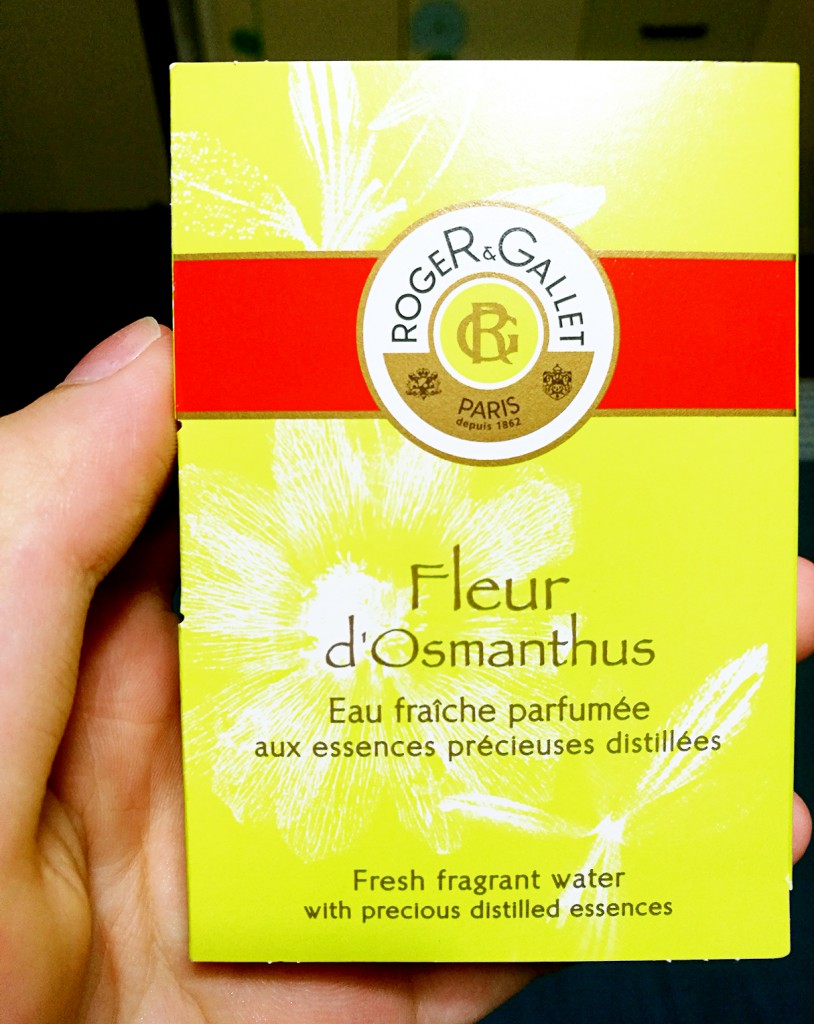 ROGER & GALLET
RG
PARIS
depuis 1862
Fleur
d'Osmanthus
Eau fraîche parfumée
aux essences précieuses distillées
Fresh fragrant water
with precious distilled essences